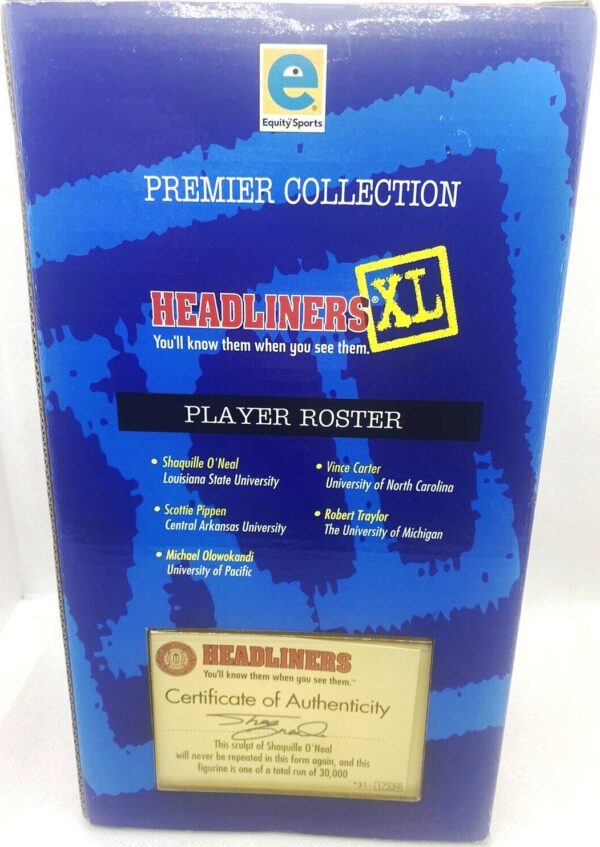 e
Equity™Sports
PREMIER COLLECTION
HEADLINERS® XL
You'll know them when you see them.
PLAYER ROSTER
• Shaquille O'Neal
Louisiana State University
• Scottie Pippen
Central Arkansas University
• Michael Olowokandi
University of Pacific
• Vince Carter
University of North Carolina
• Robert Traylor
The University of Michigan
HEADLINERS
You'll know them when you see them.™
Certificate of Authenticity
This sculpt of Shaquille O'Neal
will never be repeated in this form again, and this
figurine is one of a total run of 30,000